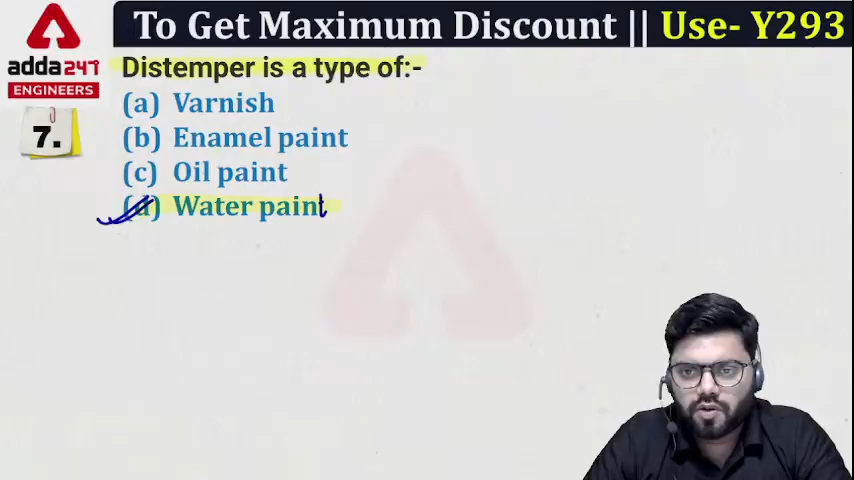 To Get Maximum Discount || Use- Y293
adda247
ENGINEERS
7.
Distemper is a type of:-
(a) Varnish
(b) Enamel paint
(c) Oil paint
(d) Water paint